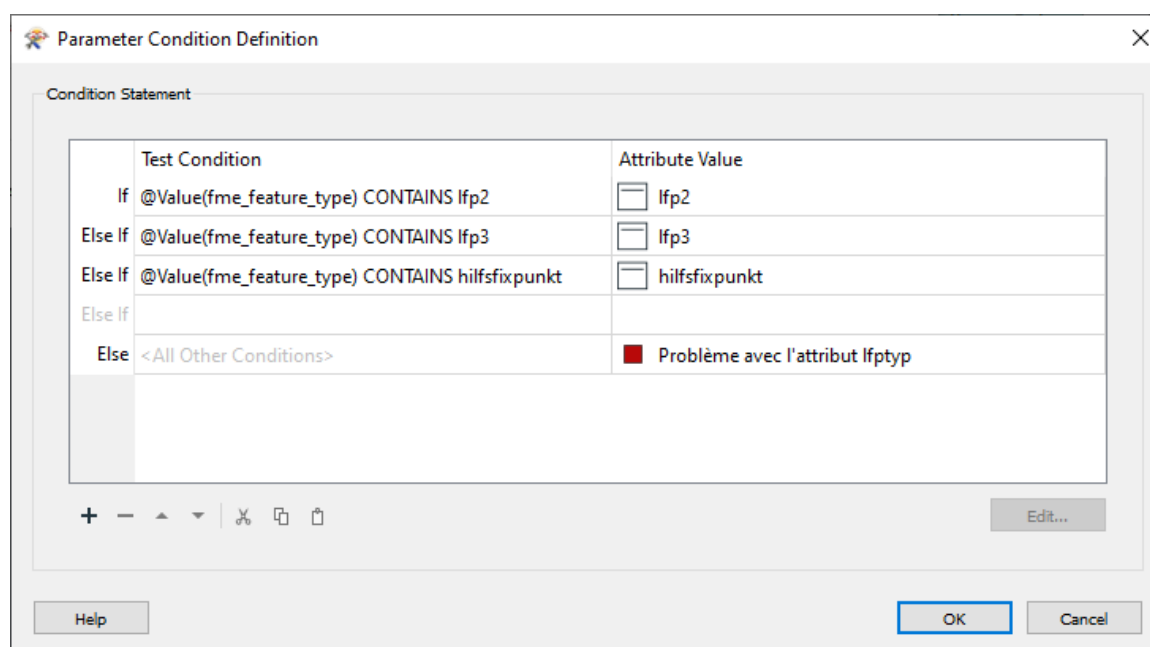 Parameter Condition Definition
Condition Statement
Test Condition Attribute Value
If @Value(fme_feature_type) CONTAINS lfp2 lfp2
Else If @Value(fme_feature_type) CONTAINS lfp3 lfp3
Else If @Value(fme_feature_type) CONTAINS hilfsfixpunkt hilfsfixpunkt
Else If
Else <All Other Conditions> Problème avec l'attribut lfptyp
Edit...
Help OK Cancel